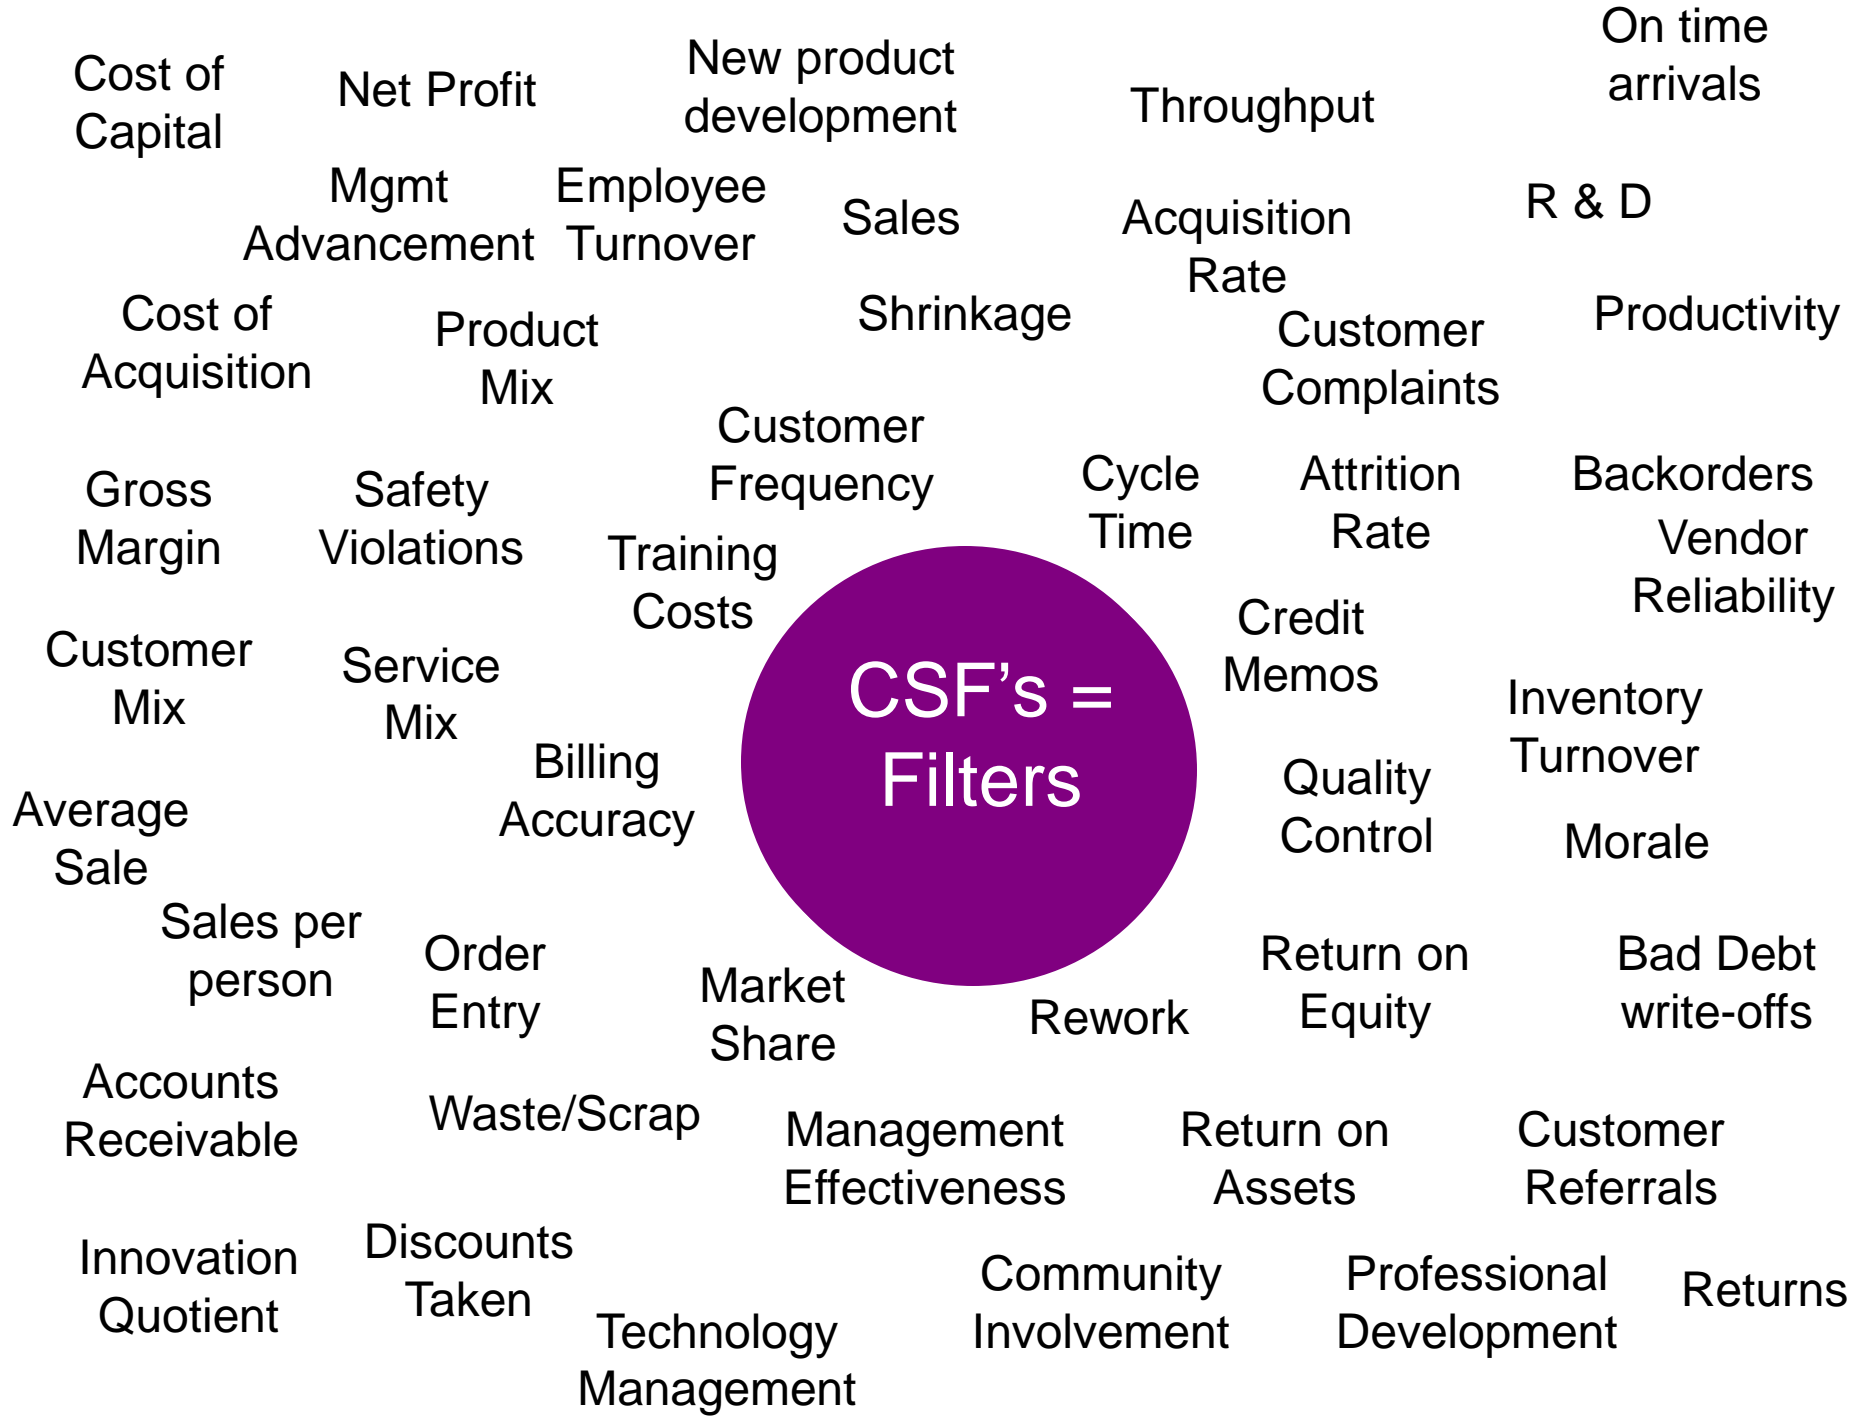 On time
arrivals
New product
development
Cost of
Capital
Net Profit
Throughput
Mgmt
Advancement
Employee
Turnover
Sales
Acquisition
Rate
R & D
Cost of
Acquisition
Product
Mix
Shrinkage
Customer
Complaints
Productivity
Customer
Frequency
Gross
Margin
Safety
Violations
Cycle
Time
Attrition
Rate
Backorders
Vendor
Reliability
Training
Costs
Credit
Memos
Customer
Mix
Service
Mix
CSF’s =
Filters
Inventory
Turnover
Billing
Accuracy
Quality
Control
Average
Sale
Morale
Sales per
person
Order
Entry
Market
Share
Rework
Return on
Equity
Bad Debt
write-offs
Accounts
Receivable
Waste/Scrap
Management
Effectiveness
Return on
Assets
Customer
Referrals
Innovation
Quotient
Discounts
Taken
Technology
Management
Community
Involvement
Professional
Development
Returns